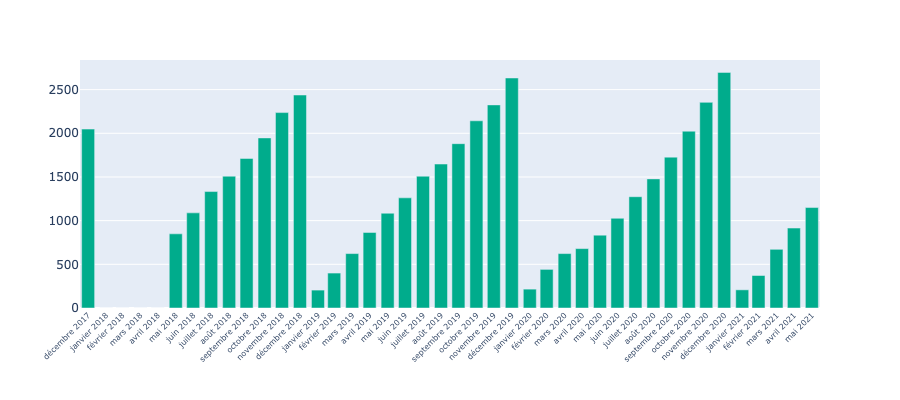 2500
2000
1500
1000
500
0
décembre 2017
janvier 2018
février 2018
mars 2018
avril 2018
mai 2018
juin 2018
juillet 2018
août 2018
septembre 2018
octobre 2018
novembre 2018
décembre 2018
janvier 2019
février 2019
mars 2019
avril 2019
mai 2019
juin 2019
juillet 2019
août 2019
septembre 2019
octobre 2019
novembre 2019
décembre 2019
janvier 2020
février 2020
mars 2020
avril 2020
mai 2020
juin 2020
juillet 2020
août 2020
septembre 2020
octobre 2020
novembre 2020
décembre 2020
janvier 2021
février 2021
mars 2021
avril 2021
mai 2021